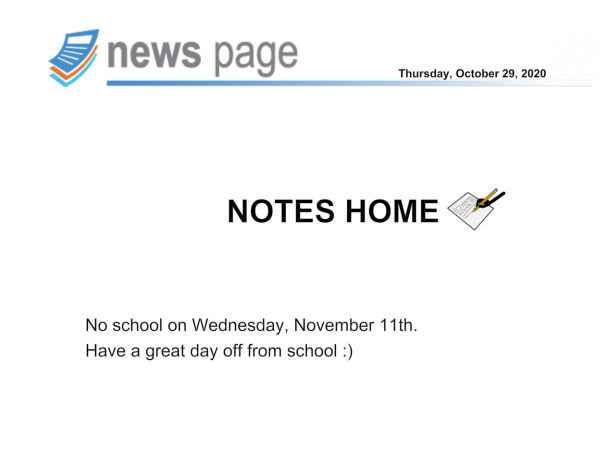 news page
Thursday, October 29, 2020
NOTES HOME
No school on Wednesday, November 11th.
Have a great day off from school :)